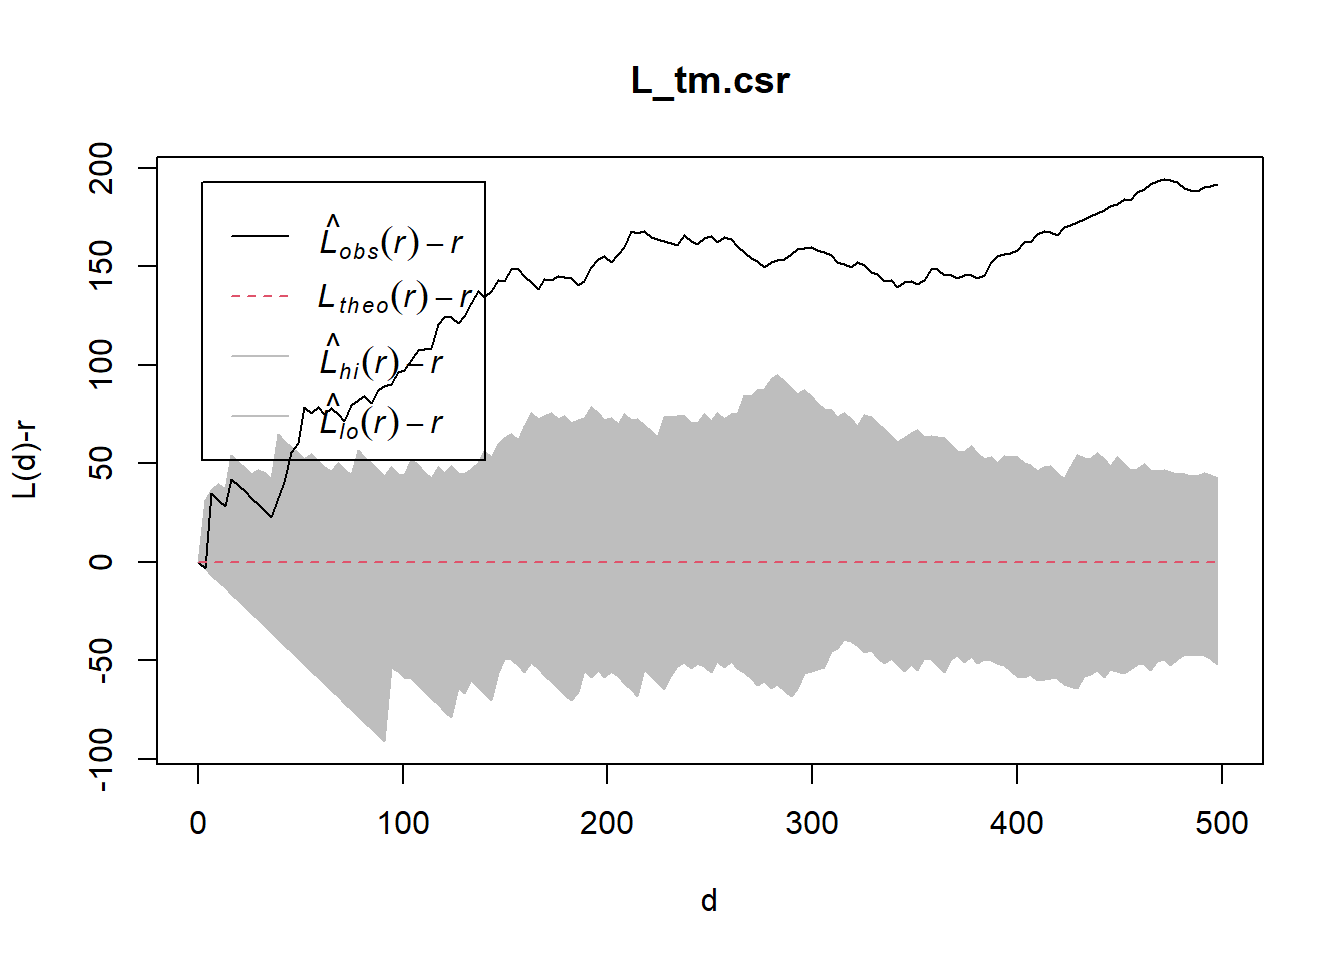 L_tm.csr
L̂obs(r) − r
Ltheo(r) − r
L̂hi(r) − r
L̂lo(r) − r
L(d)-r
200
150
100
50
0
-50
-100
0 100 200 300 400 500
d